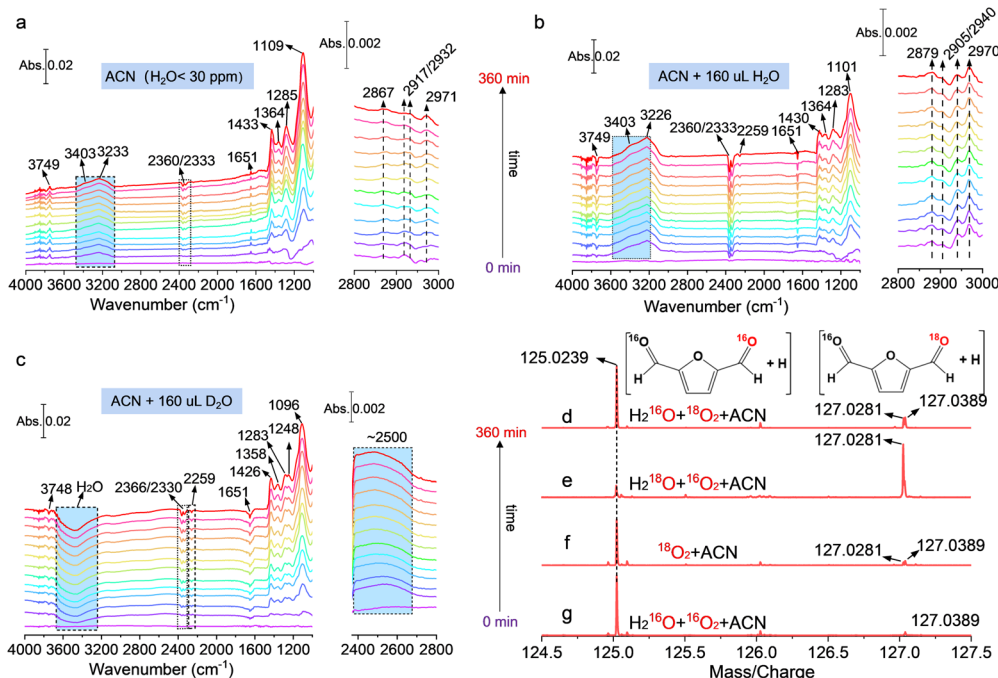 a
Abs. 0.02
ACN (H2O< 30 ppm)
1109
1285
1364
1433
3749
3403
3233
2360/2333
1651
4000 3600 3200 2400 1600 1200
Wavenumber (cm⁻¹)
Abs. 0.002
2867
2917/2932
2971
2800 2900 3000
360 min
time
0 min
b
Abs. 0.02
ACN + 160 uL H2O
1101
1283
1364
1430
3749
3403
3226
2360/2333
2259
1651
4000 3600 3200 2400 1600 1200
Wavenumber (cm⁻¹)
Abs. 0.002
2879
2905/2940
2970
2800 2900 3000
c
Abs. 0.02
ACN + 160 uL D2O
1096
1248
1283
1358
1426
3748
H2O
2366/2330
2259
1651
4000 3600 3200 2400 2000 1600 1200
Wavenumber (cm⁻¹)
Abs. 0.002
~2500
2400 2600 2800
360 min
time
0 min
125.0239
16O
O
16O
H
H
+ H
16O
O
18O
H
H
+ H
d
H216O+18O2+ACN
127.0281
127.0389
e
H218O+16O2+ACN
127.0281
f
18O2+ACN
127.0281
127.0389
g
H216O+16O2+ACN
127.0389
124.5 125.0 125.5 126.0 126.5 127.0 127.5
Mass/Charge